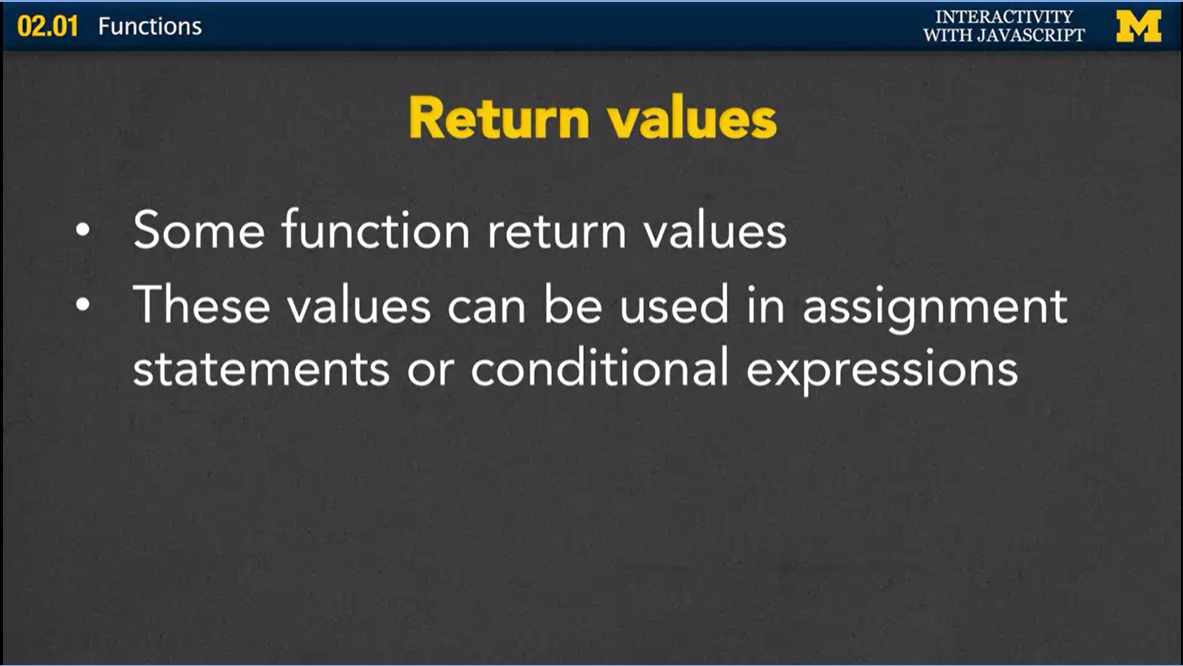 02.01 Functions
INTERACTIVITY
WITH JAVASCRIPT
M
Return values
• Some function return values
• These values can be used in assignment
statements or conditional expressions